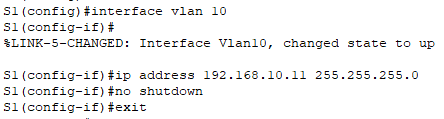 S1(config)#interface vlan 10
S1(config-if)#
%LINK-5-CHANGED: Interface Vlan10, changed state to up
S1(config-if)#ip address 192.168.10.11 255.255.255.0
S1(config-if)#no shutdown
S1(config-if)#exit